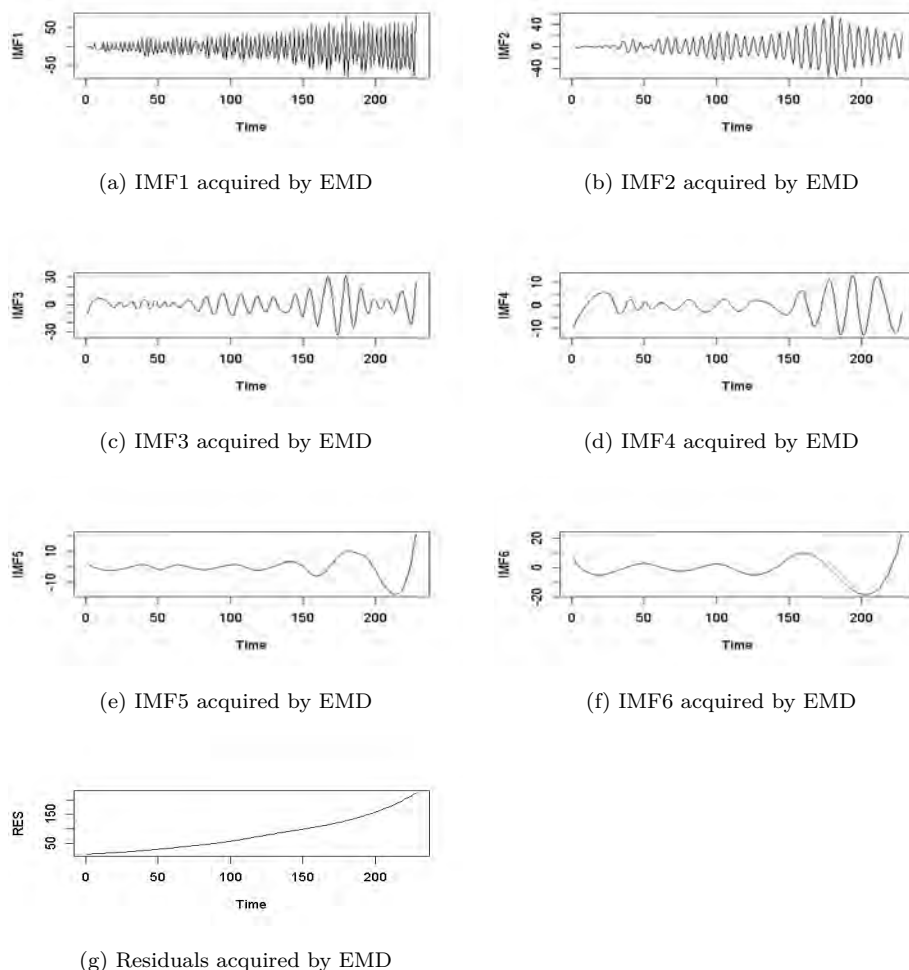 IMF1
50
-50
0 50 100 150 200
Time
(a) IMF1 acquired by EMD
IMF2
40
0
-40
0 50 100 150 200
Time
(b) IMF2 acquired by EMD
IMF3
30
0
-30
0 50 100 150 200
Time
(c) IMF3 acquired by EMD
IMF4
10
0
-10
0 50 100 150 200
Time
(d) IMF4 acquired by EMD
IMF5
10
-10
0 50 100 150 200
Time
(e) IMF5 acquired by EMD
IMF6
20
0
-20
0 50 100 150 200
Time
(f) IMF6 acquired by EMD
RES
150
50
0 50 100 150 200
Time
(g) Residuals acquired by EMD